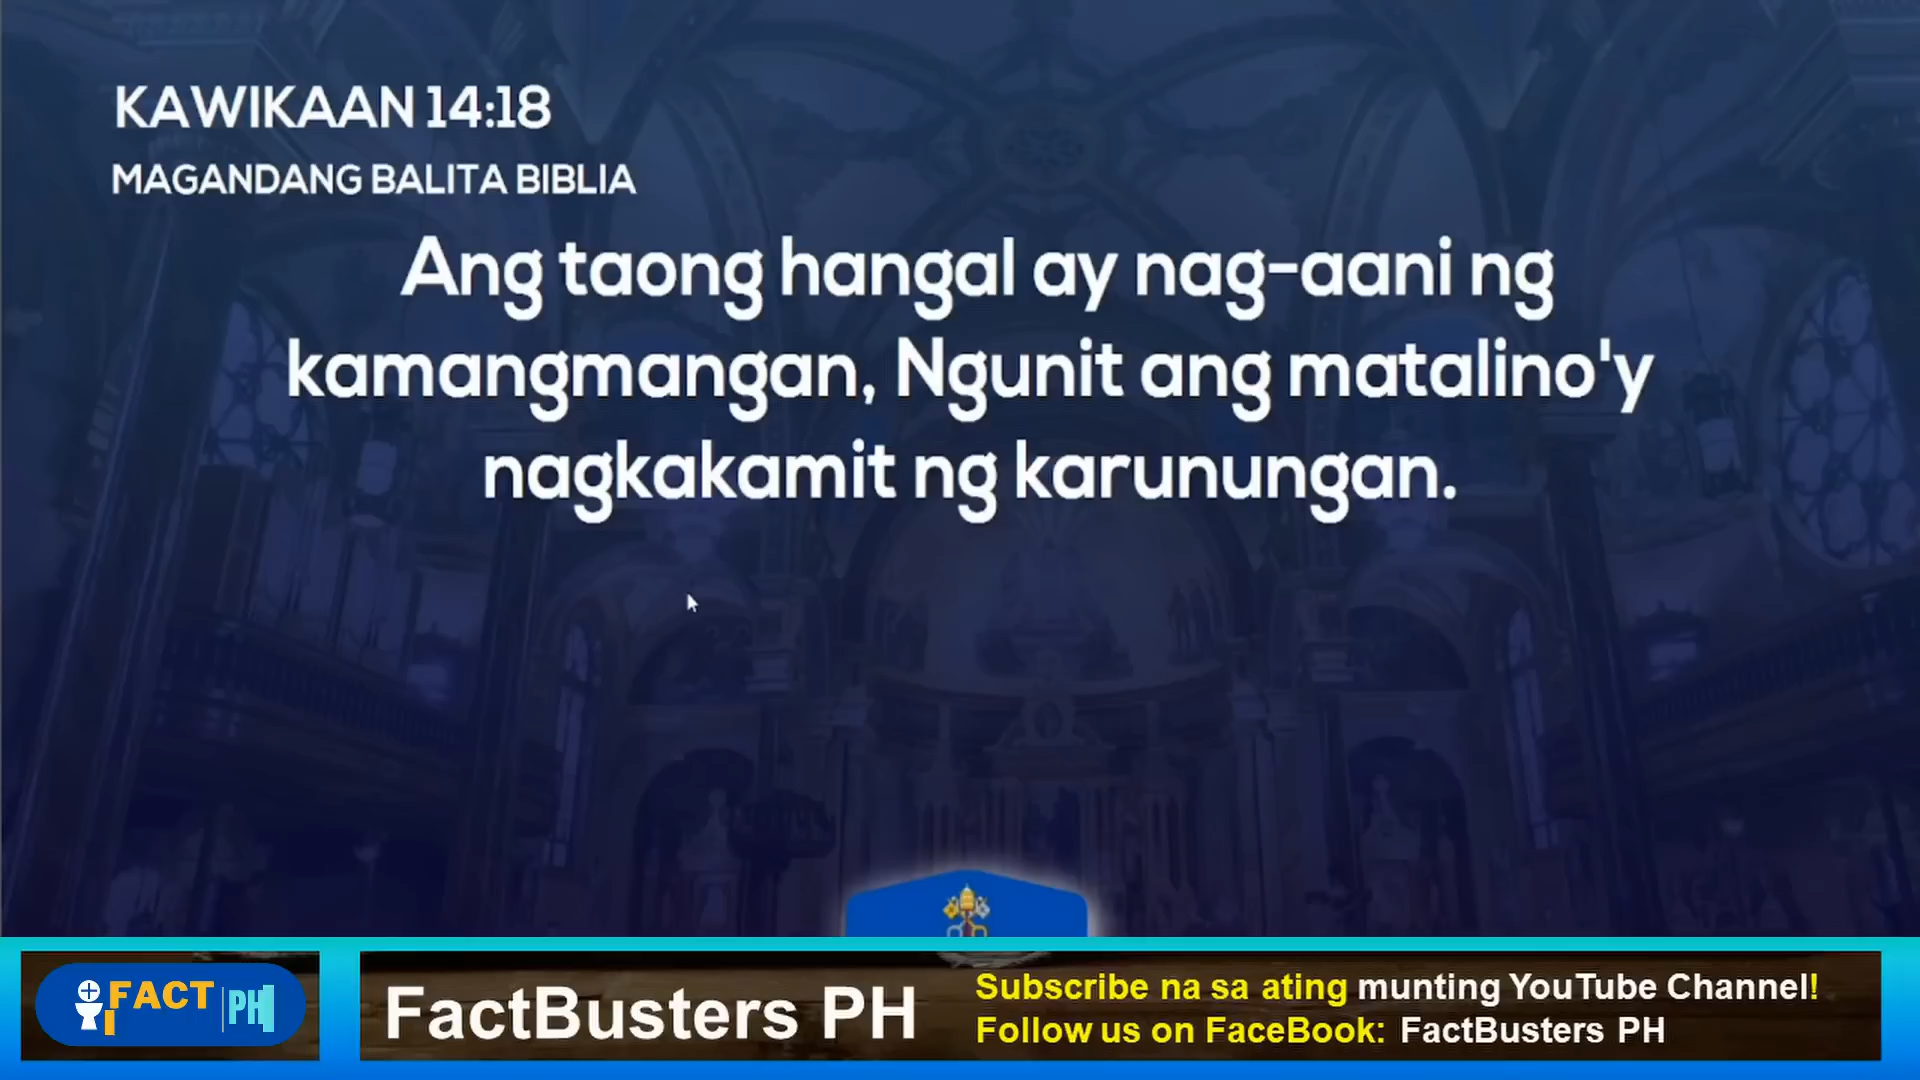 KAWIKAAN 14:18
MAGANDANG BALITA BIBLIA
Ang taong hangal ay nag-aani ng
kamangmangan, Ngunit ang matalino'y
nagkakamit ng karunungan.
FACT PH
FactBusters PH
Subscribe na sa ating munting YouTube Channel!
Follow us on FaceBook: FactBusters PH